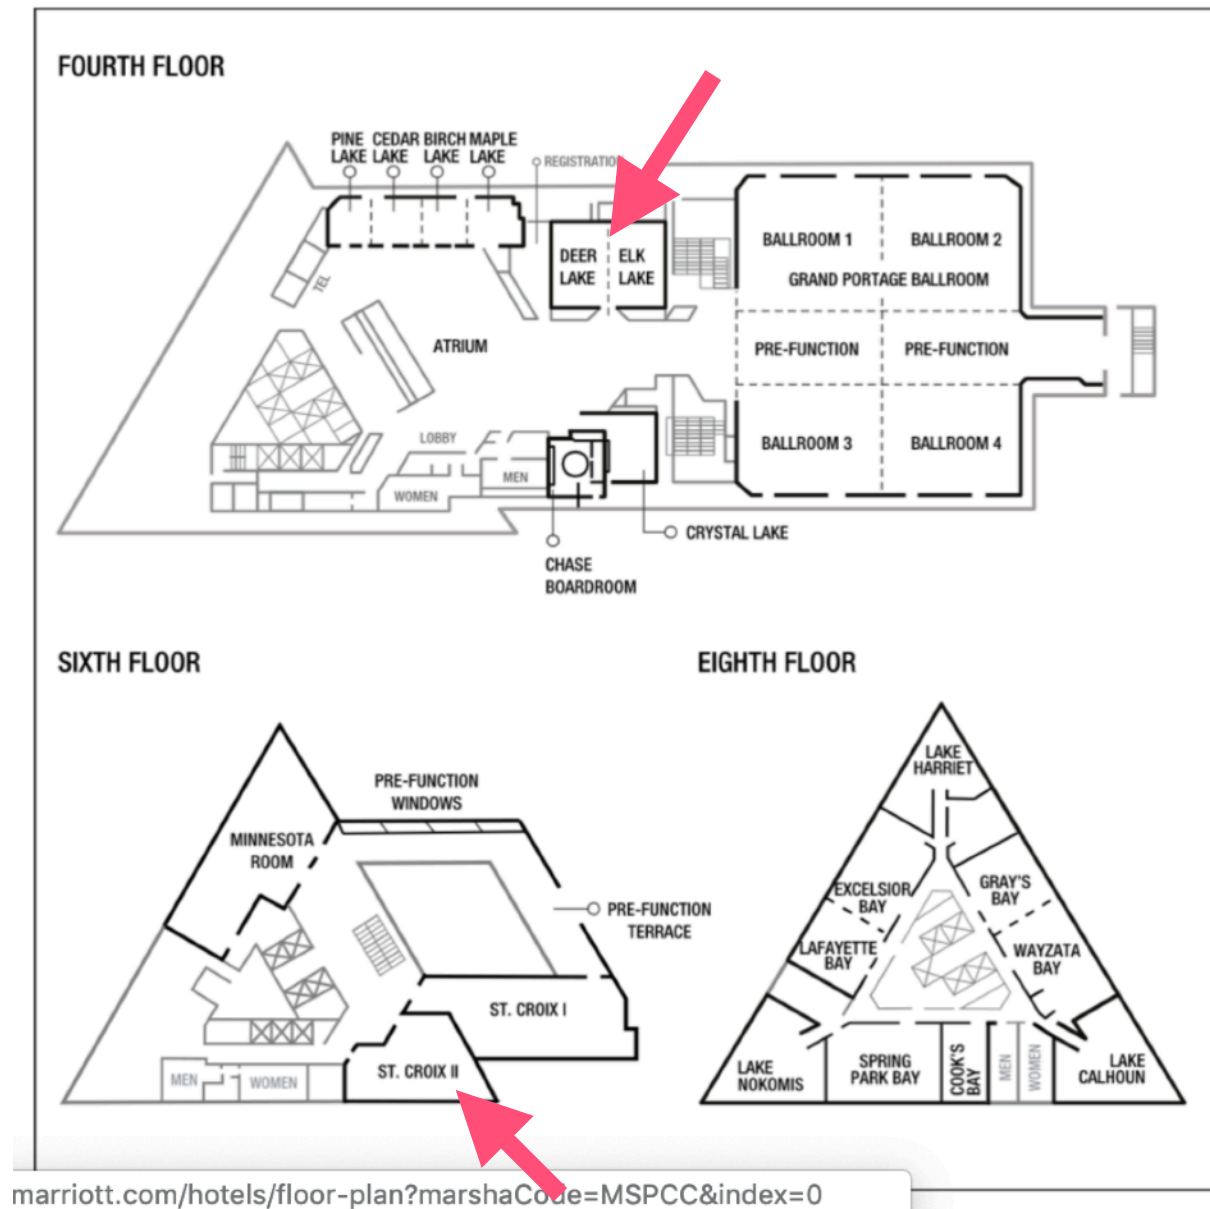 FOURTH FLOOR
PINE CEDAR BIRCH MAPLE
LAKE LAKE LAKE LAKE
REGISTRATION
DEER ELK
LAKE LAKE
BALLROOM 1 BALLROOM 2
GRAND PORTAGE BALLROOM
TEL
ATRIUM
PRE-FUNCTION PRE-FUNCTION
LOBBY
BALLROOM 3 BALLROOM 4
MEN
WOMEN
CRYSTAL LAKE
CHASE
BOARDROOM
SIXTH FLOOR
PRE-FUNCTION
WINDOWS
MINNESOTA
ROOM
PRE-FUNCTION
TERRACE
ST. CROIX I
ST. CROIX II
MEN
WOMEN
EIGHTH FLOOR
LAKE
HARRIET
EXCELSIOR
BAY
GRAY'S
BAY
LAFAYETTE
BAY
WAYZATA
BAY
LAKE
NOKOMIS
SPRING
PARK BAY
COOK'S
BAY
MEN
WOMEN
LAKE
CALHOUN
marriott.com/hotels/floor-plan?marshaCode=MSPCC&index=0